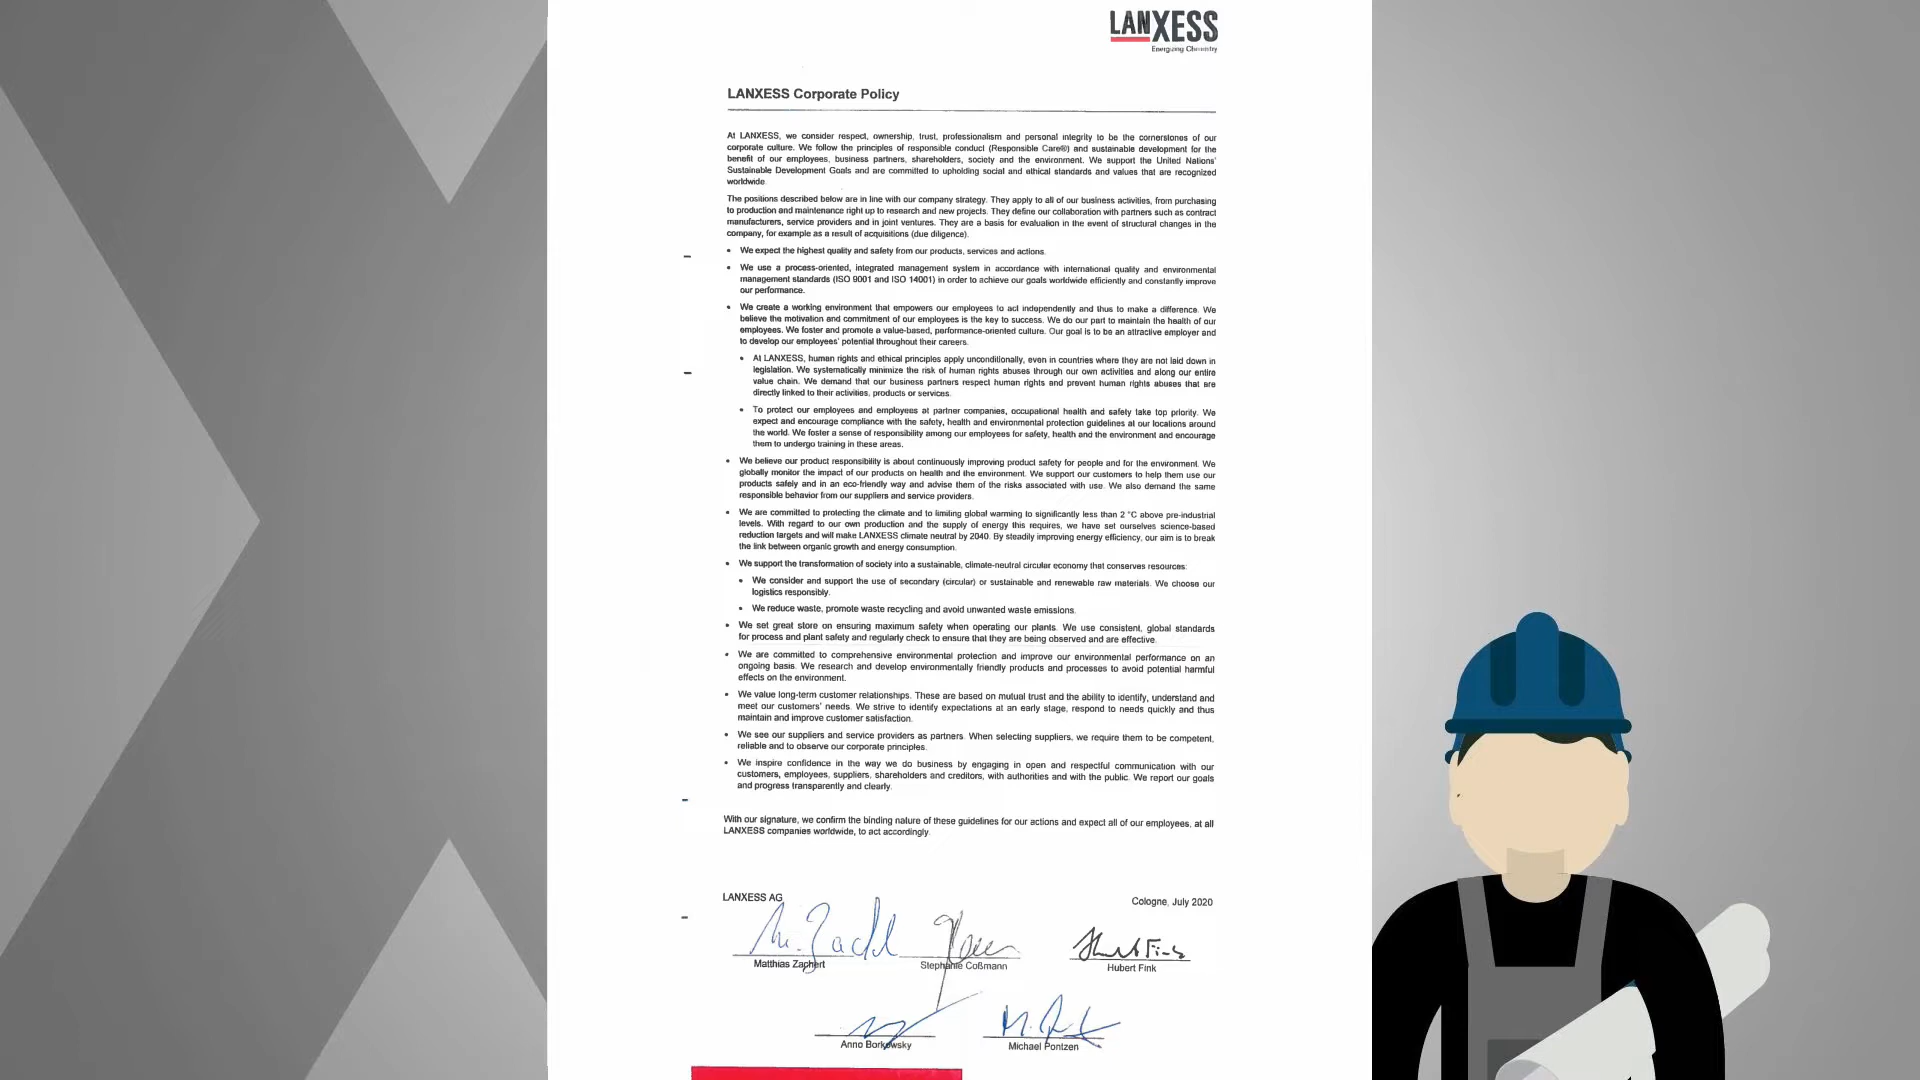 LANXESS
Energizing Chemistry
LANXESS Corporate Policy
At LANXESS, we consider respect, ownership, trust, professionalism and personal integrity to be the cornerstones of our
corporate culture. We follow the principles of responsible conduct (Responsible Care®) and sustainable development for the
benefit of our employees, business partners, shareholders, society and the environment. We support the United Nations'
Sustainable Development Goals and are committed to upholding social and ethical standards and values that are recognized
worldwide.
The positions described below are in line with our company strategy. They apply to all of our business activities, from purchasing
to production and maintenance right up to research and new projects. They define our collaboration with partners such as contract
manufacturers, service providers and in joint ventures. They are a basis for evaluation in the event of structural changes in the
company, for example as a result of acquisitions (due diligence).
• We expect the highest quality and safety from our products, services and actions.
• We use a process-oriented, integrated management system in accordance with international quality and environmental
management standards (ISO 9001 and ISO 14001) in order to achieve our goals worldwide efficiently and constantly improve
our performance.
• We create a working environment that empowers our employees to act independently and thus to make a difference. We
believe the motivation and commitment of our employees is the key to success. We do our part to maintain the health of our
employees. We foster and promote a value-based, performance-oriented culture. Our goal is to be an attractive employer and
to develop our employees' potential throughout their careers.
• At LANXESS, human rights and ethical principles apply unconditionally, even in countries where they are not laid down in
legislation. We systematically minimize the risk of human rights abuses through our own activities and along our entire
value chain. We demand that our business partners respect human rights and prevent human rights abuses that are
directly linked to their activities, products or services.
• To protect our employees and employees at partner companies, occupational health and safety take top priority. We
expect and encourage compliance with the safety, health and environmental protection guidelines at our locations around
the world. We foster a sense of responsibility among our employees for safety, health and the environment and encourage
them to undergo training in these areas.
• We believe our product responsibility is about continuously improving product safety for people and for the environment. We
globally monitor the impact of our products on health and the environment. We support our customers to help them use our
products safely and in an eco-friendly way and advise them of the risks associated with use. We also demand the same
responsible behavior from our suppliers and service providers.
• We are committed to protecting the climate and to limiting global warming to significantly less than 2 °C above pre-industrial
levels. With regard to our own production and the supply of energy this requires, we have set ourselves science-based
reduction targets and will make LANXESS climate neutral by 2040. By steadily improving energy efficiency, our aim is to break
the link between organic growth and energy consumption.
• We support the transformation of society into a sustainable, climate-neutral circular economy that conserves resources:
• We consider and support the use of secondary (circular) or sustainable and renewable raw materials. We choose our
logistics responsibly.
• We reduce waste, promote waste recycling and avoid unwanted waste emissions.
• We set great store on ensuring maximum safety when operating our plants. We use consistent, global standards
for process and plant safety and regularly check to ensure that they are being observed and are effective.
• We are committed to comprehensive environmental protection and improve our environmental performance on an
ongoing basis. We research and develop environmentally friendly products and processes to avoid potential harmful
effects on the environment.
• We value long-term customer relationships. These are based on mutual trust and the ability to identify, understand and
meet our customers' needs. We strive to identify expectations at an early stage, respond to needs quickly and thus
maintain and improve customer satisfaction.
• We see our suppliers and service providers as partners. When selecting suppliers, we require them to be competent,
reliable and to observe our corporate principles.
• We inspire confidence in the way we do business by engaging in open and respectful communication with our
customers, employees, suppliers, shareholders and creditors, with authorities and with the public. We report our goals
and progress transparently and clearly.
With our signature, we confirm the binding nature of these guidelines for our actions and expect all of our employees, at all
LANXESS companies worldwide, to act accordingly.
LANXESS AG
Cologne, July 2020
Matthias Zachert
Stephanie Coßmann
Hubert Fink
Anno Borkowsky
Michael Pontzen